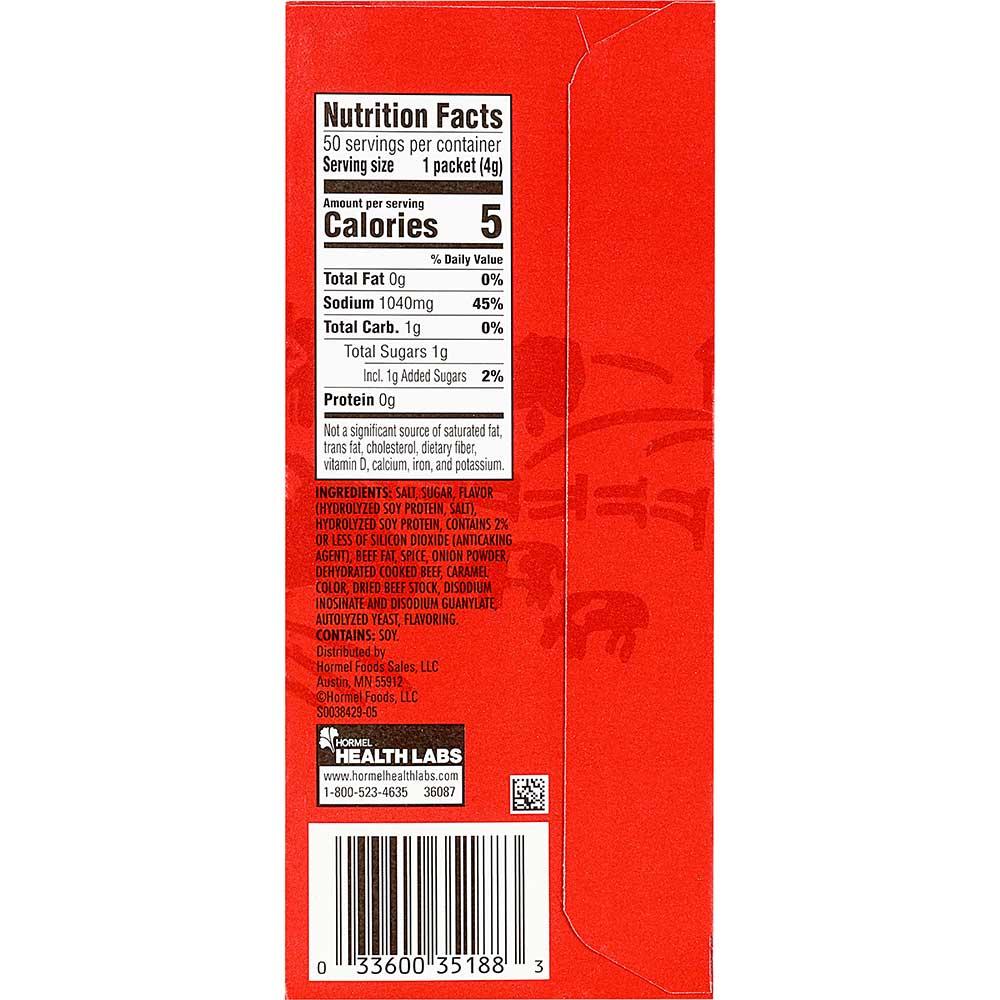 Nutrition Facts
50 servings per container
Serving size 1 packet (4g)
Amount per serving
Calories 5
% Daily Value
Total Fat 0g 0%
Sodium 1040mg 45%
Total Carb. 1g 0%
Total Sugars 1g
Incl. 1g Added Sugars 2%
Protein 0g
Not a significant source of saturated fat,
trans fat, cholesterol, dietary fiber,
vitamin D, calcium, iron, and potassium.
INGREDIENTS: SALT, SUGAR, FLAVOR
(HYDROLYZED SOY PROTEIN, SALT),
HYDROLYZED SOY PROTEIN, CONTAINS 2%
OR LESS OF SILICON DIOXIDE (ANTICAKING
AGENT), BEEF FAT, SPICE, ONION POWDER,
DEHYDRATED COOKED BEEF, CARAMEL
COLOR, DRIED BEEF STOCK, DISODIUM
INOSINATE AND DISODIUM GUANYLATE,
AUTOLYZED YEAST, FLAVORING.
CONTAINS: SOY.
Distributed by
Hormel Foods Sales, LLC
Austin, MN 55912
©Hormel Foods, LLC
S0038429-05
HORMEL
HEALTH LABS
www.hormelhealthlabs.com
1-800-523-4635 36087
0 33600 35188 3